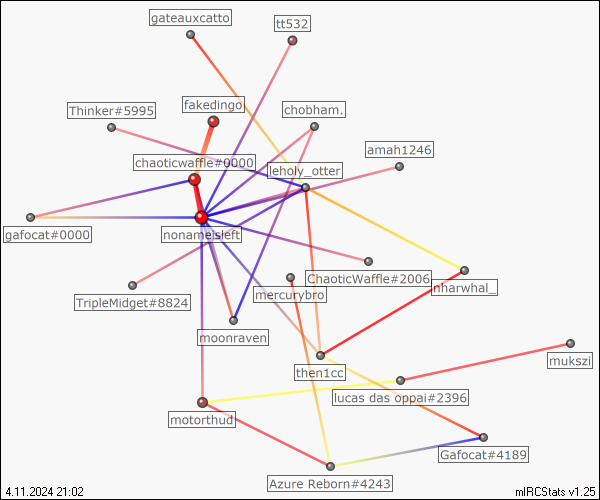 gateauxcatto
tt532
fakedingo
Thinker#5995
chobham.
amah1246
chaoticwaffle#0000
leholy_otter
gafocat#0000
nonameisleft
ChaoticWaffle#2006
nharwhal_
mercurybro
TripleMidget#8824
moonraven
then1cc
mukszi
lucas das oppai#2396
motorthud
Gafocat#4189
Azure Reborn#4243
4.11.2024 21:02
mIRCStats v1.25